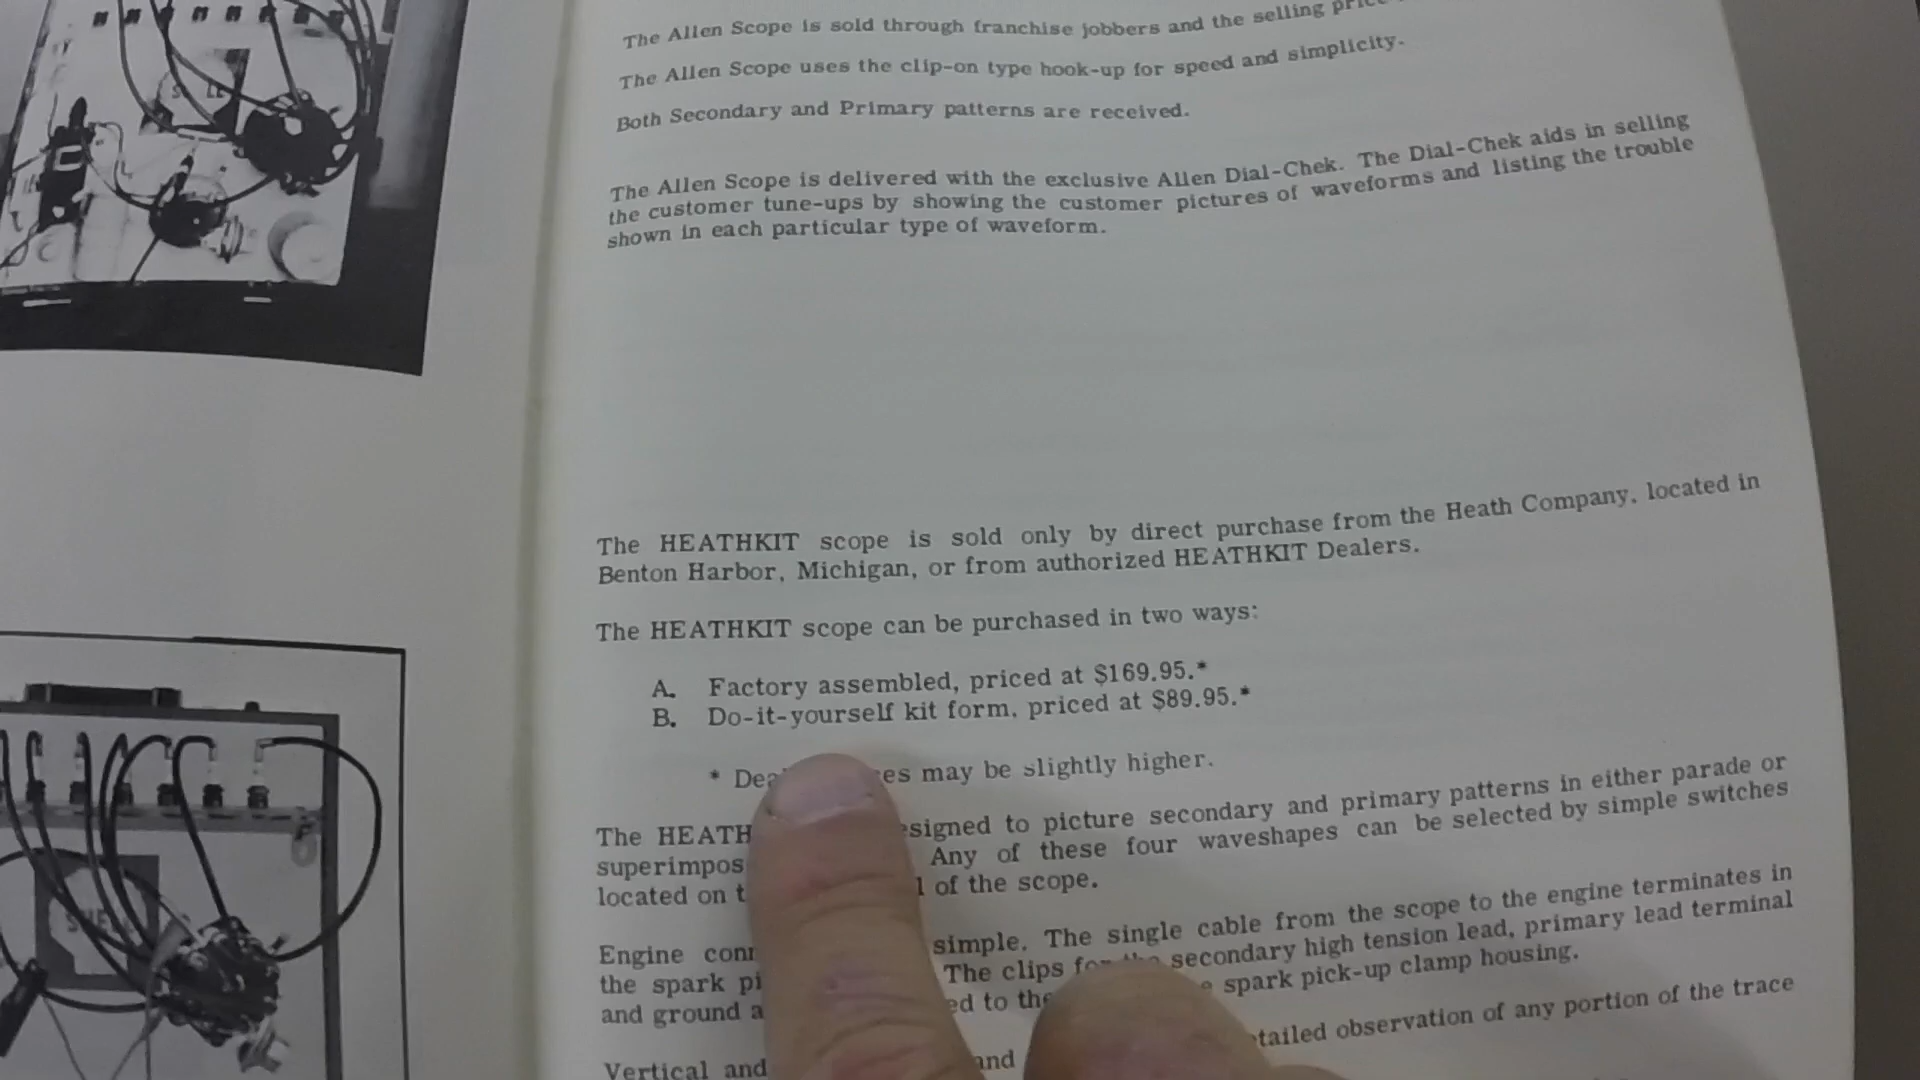 The Allen Scope is sold through franchise jobbers and the selling
The Allen Scope uses the clip-on type hook-up for speed and simplicity.
Both Secondary and Primary patterns are received.
The Allen Scope is delivered with the exclusive Allen Dial-Chek. The Dial-Chek aids in selling
the customer tune-ups by showing the customer pictures of waveforms and listing the trouble
shown in each particular type of waveform.
The HEATHKIT scope is sold only by direct purchase from the Heath Company, located in
Benton Harbor, Michigan, or from authorized HEATHKIT Dealers.
The HEATHKIT scope can be purchased in two ways:
A. Factory assembled, priced at $169.95.*
B. Do-it-yourself kit form, priced at $89.95.*
* may be slightly higher.
The to picture secondary and primary patterns in either parade or
Any of these four waveshapes can be selected by simple switches
located on of the scope.
Engine simple. The single cable from the scope to the engine terminates in
the spark The clips secondary high tension lead, primary lead terminal
and ground to spark pick-up clamp housing.
Vertical and and observation of any portion of the trace